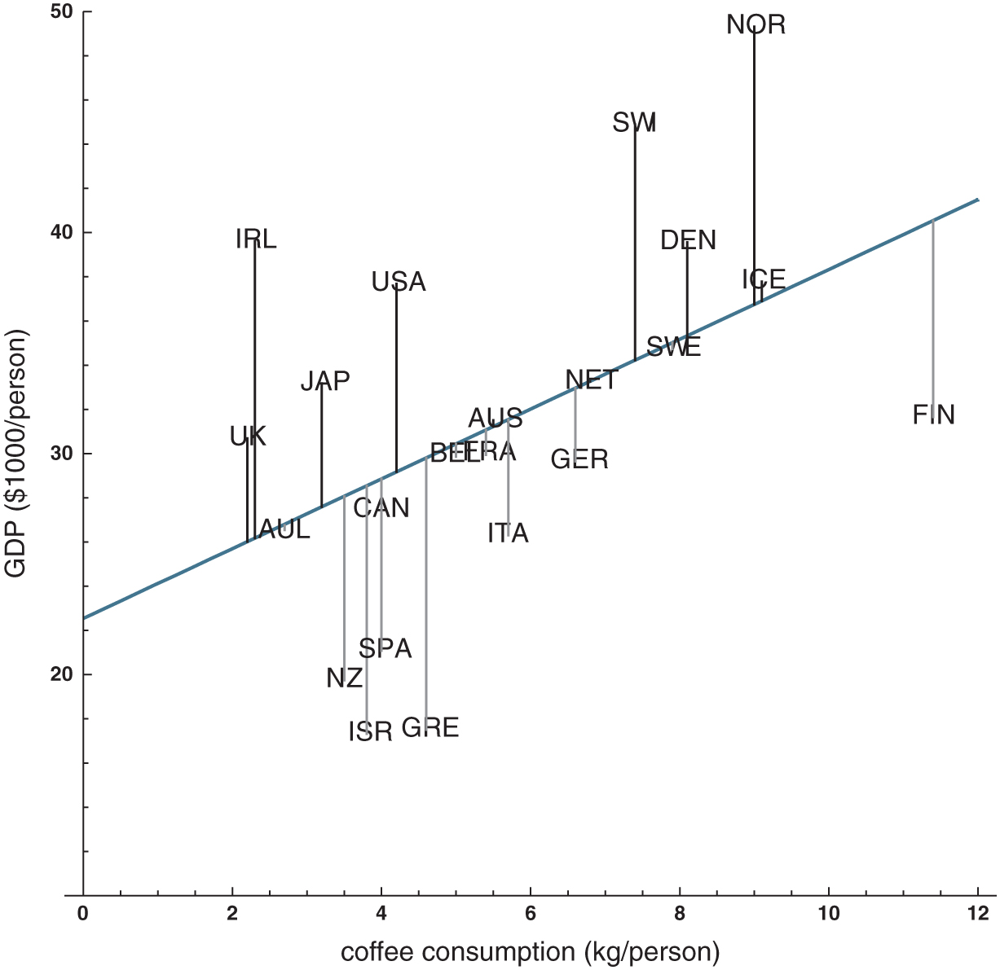 50
NOR
SWI
40
IRL
DEN
USA
ICE
JAP
SWE
NET
GDP ($1000/person)
UK
AUS
FIN
30
BEL
FRA
GER
CAN
AUL
ITA
SPA
20
NZ
ISR
GRE
0
2
4
6
8
10
12
coffee consumption (kg/person)